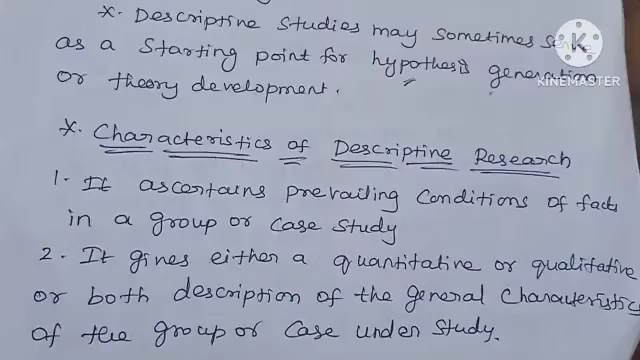 x. Descriptive studies may sometimes serve
as a starting point for hypothesis generation
or theory development.
K
KINEMASTER
x. Characteristics of Descriptive Research
1. It ascertains prevailing conditions of facts
in a group or case study
2. It gives either a quantitative or qualitative
or both description of the general characteristics
of the group or case under study.